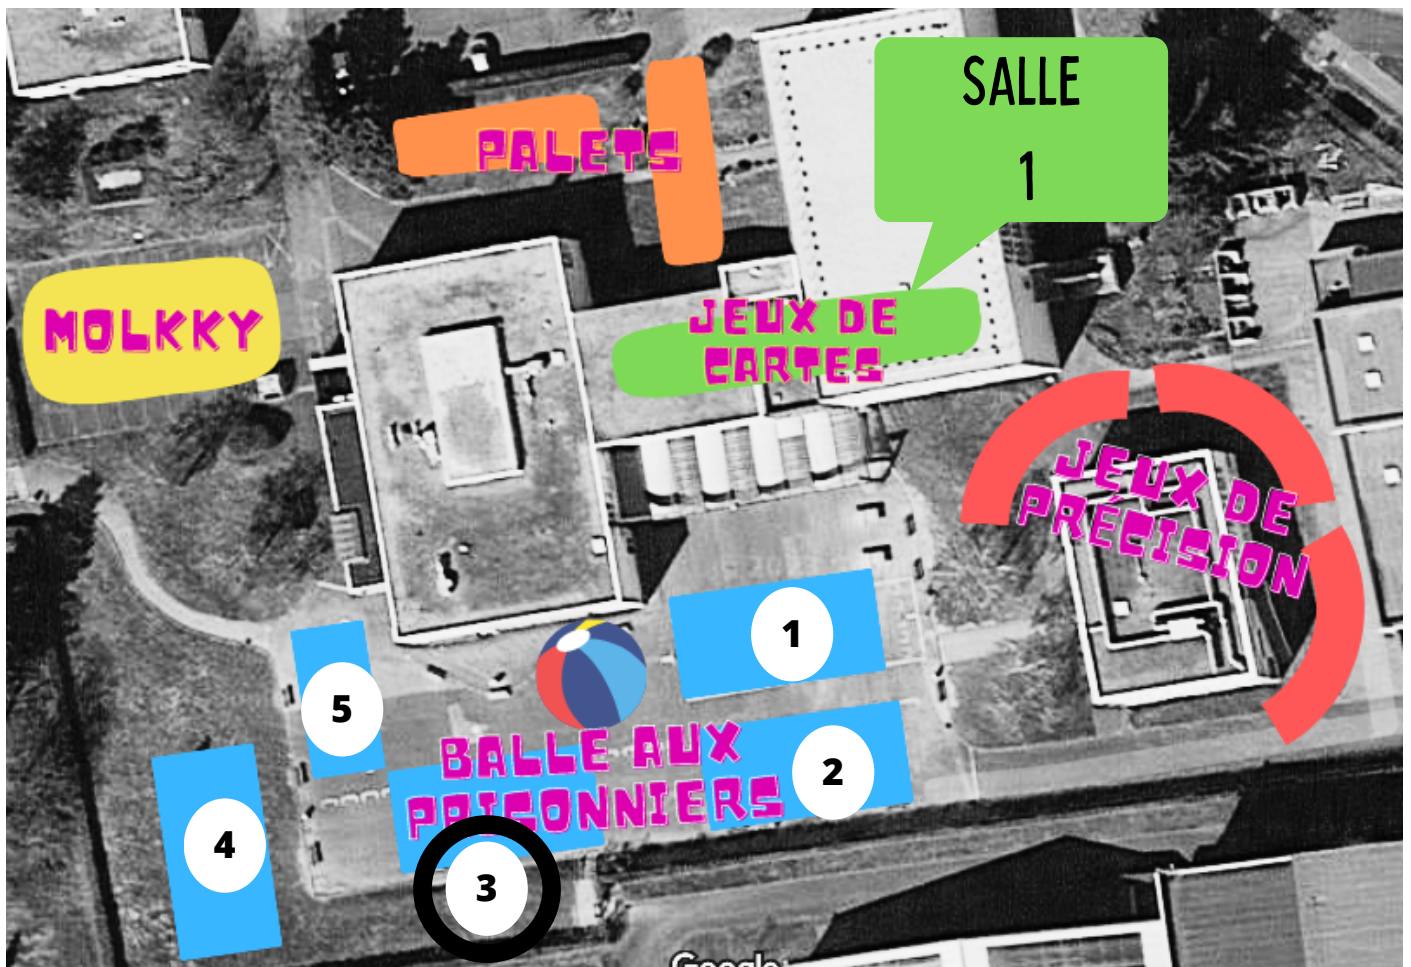 SALLE
1
PALETS
MOLKKY
JEUX DE
CARTES
JEUX DE
PRÉCISION
1
5
BALLE AUX
PRISONNIERS
2
4
3
Google